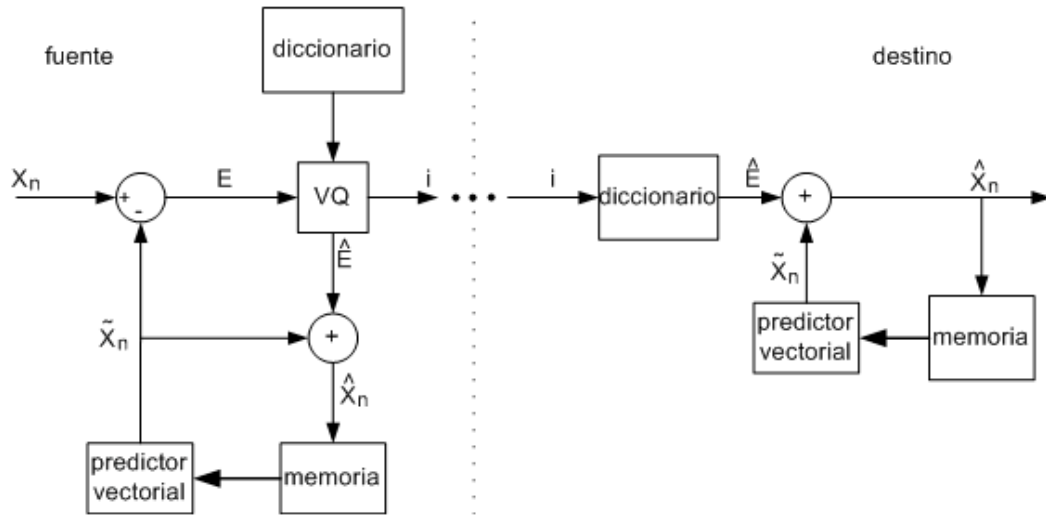 fuente
diccionario
destino
Xₙ
+
-
E
VQ
i
i
diccionario
Ê
+
X̂ₙ
Ê
X̃ₙ
+
X̂ₙ
predictor
vectorial
memoria
X̃ₙ
predictor
vectorial
memoria